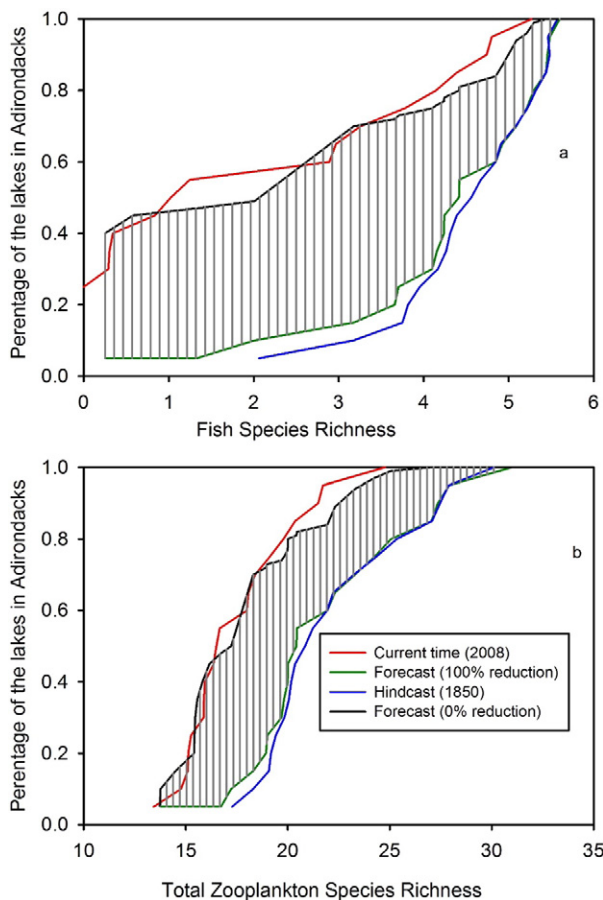 1.0
0.8
0.6
0.4
0.2
0.0
Perentage of the lakes in Adirondacks
a
0 1 2 3 4 5 6
Fish Species Richness
1.0
0.8
0.6
0.4
0.2
0.0
Perentage of the lakes in Adirondacks
b
Current time (2008)
Forecast (100% reduction)
Hindcast (1850)
Forecast (0% reduction)
10 15 20 25 30 35
Total Zooplankton Species Richness